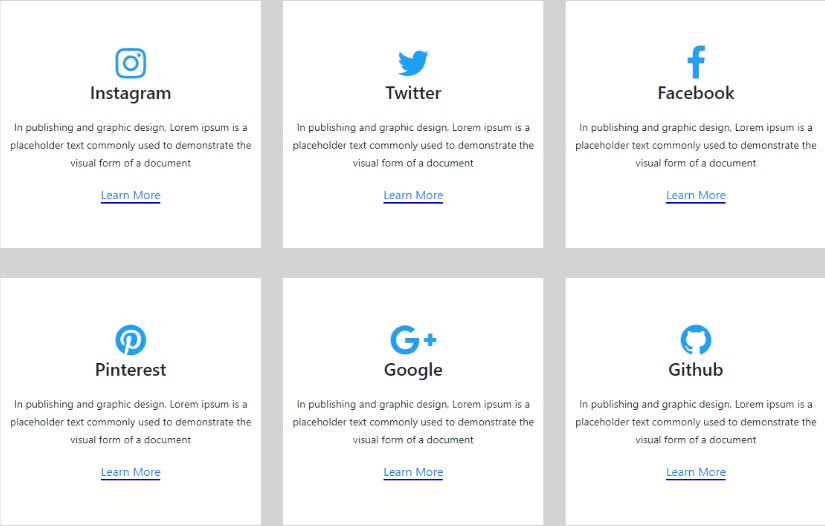 Instagram
In publishing and graphic design, Lorem ipsum is a
placeholder text commonly used to demonstrate the
visual form of a document
Learn More
Twitter
In publishing and graphic design, Lorem ipsum is a
placeholder text commonly used to demonstrate the
visual form of a document
Learn More
Facebook
In publishing and graphic design, Lorem ipsum is a
placeholder text commonly used to demonstrate the
visual form of a document
Learn More
Pinterest
In publishing and graphic design, Lorem ipsum is a
placeholder text commonly used to demonstrate the
visual form of a document
Learn More
Google
In publishing and graphic design, Lorem ipsum is a
placeholder text commonly used to demonstrate the
visual form of a document
Learn More
Github
In publishing and graphic design, Lorem ipsum is a
placeholder text commonly used to demonstrate the
visual form of a document
Learn More